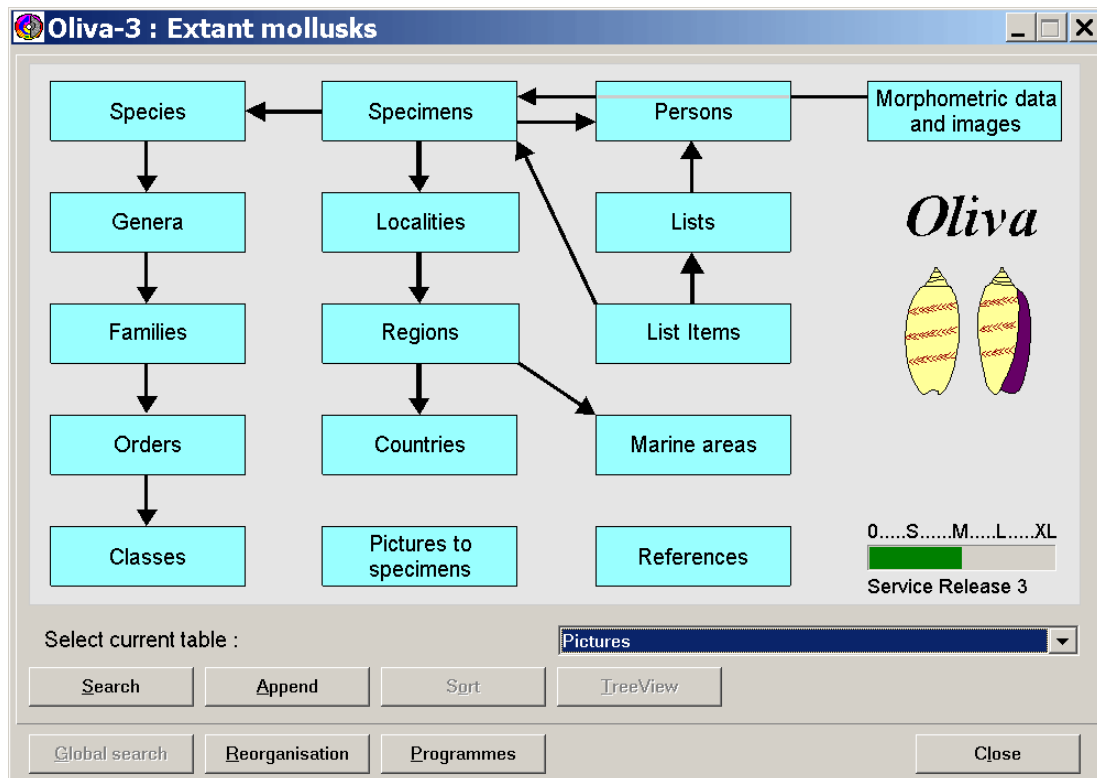 Oliva-3 : Extant mollusks
Species
Specimens
Persons
Morphometric data
and images
Genera
Localities
Lists
Oliva
Families
Regions
List Items
Orders
Countries
Marine areas
Classes
Pictures to
specimens
References
0.....S......M.....L.....XL
Service Release 3
Select current table :
Pictures
Search
Append
Sort
TreeView
Global search
Reorganisation
Programmes
Close